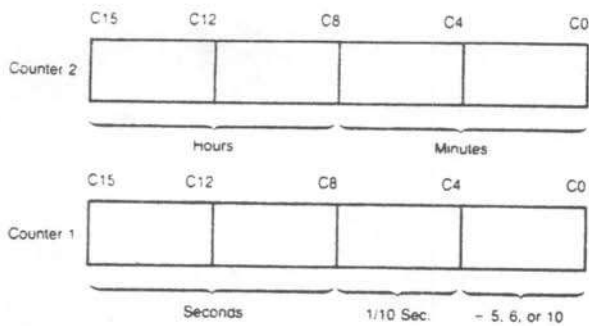 C15 C12 C8 C4 C0
Counter 2
Hours Minutes
C15 C12 C8 C4 C0
Counter 1
Seconds 1/10 Sec. - 5, 6, or 10